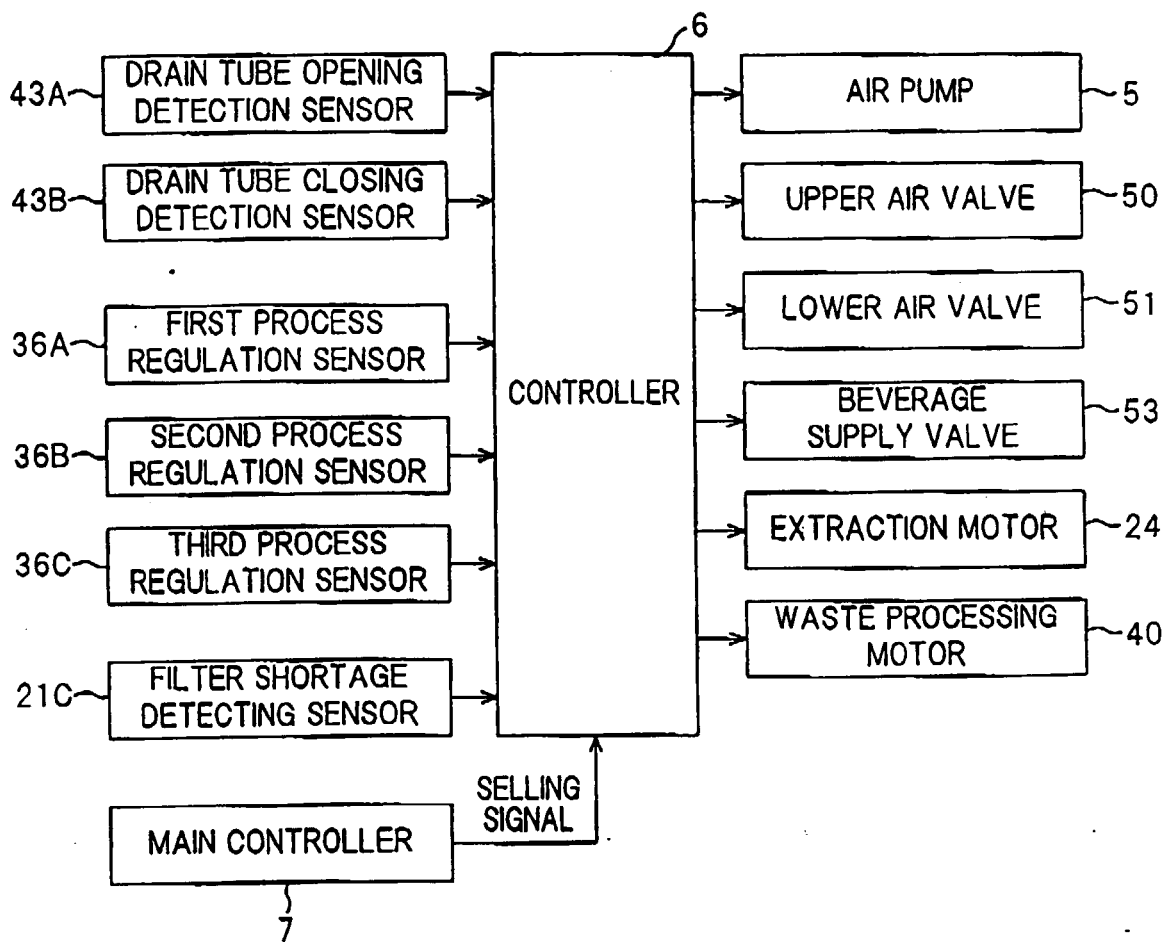 6
43A
DRAIN TUBE OPENING
DETECTION SENSOR
43B
DRAIN TUBE CLOSING
DETECTION SENSOR
36A
FIRST PROCESS
REGULATION SENSOR
36B
SECOND PROCESS
REGULATION SENSOR
36C
THIRD PROCESS
REGULATION SENSOR
21C
FILTER SHORTAGE
DETECTING SENSOR
MAIN CONTROLLER
7
SELLING
SIGNAL
CONTROLLER
AIR PUMP
5
UPPER AIR VALVE
50
LOWER AIR VALVE
51
BEVERAGE
SUPPLY VALVE
53
EXTRACTION MOTOR
24
WASTE PROCESSING
MOTOR
40